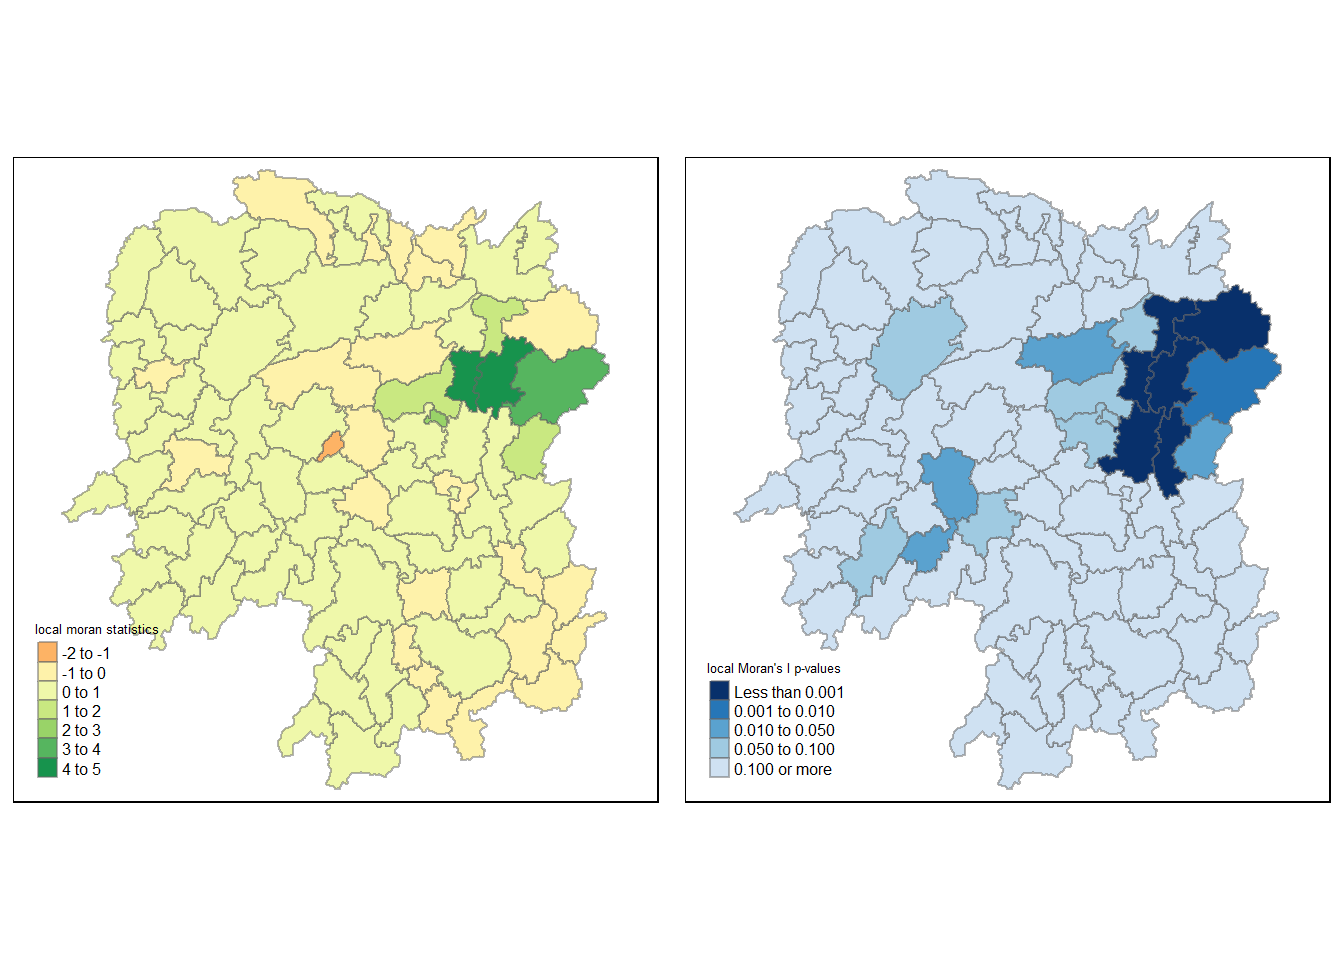 local moran statistics
-2 to -1
-1 to 0
0 to 1
1 to 2
2 to 3
3 to 4
4 to 5
local Moran's I p-values
Less than 0.001
0.001 to 0.010
0.010 to 0.050
0.050 to 0.100
0.100 or more